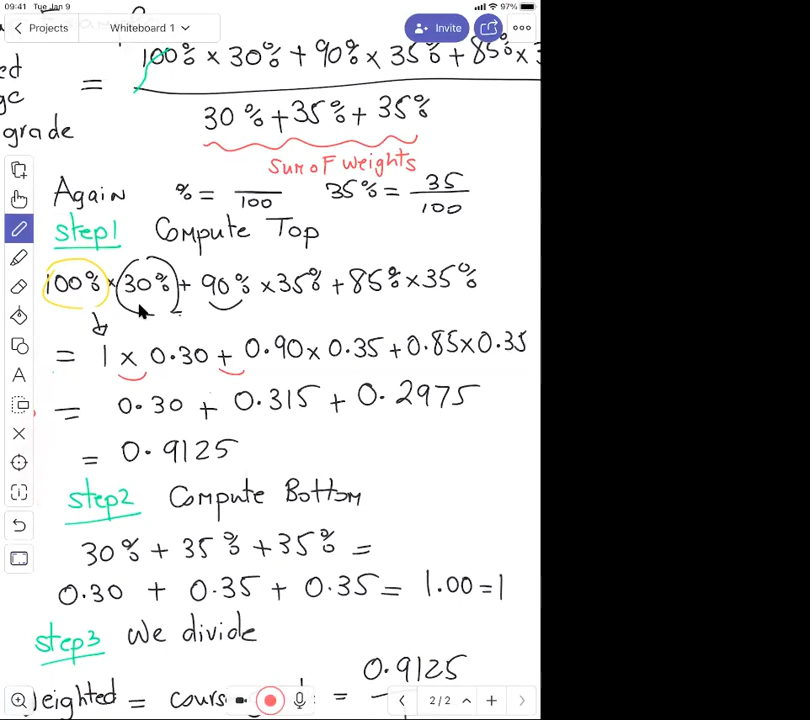 09:41 Tue Jan 9 97%
Projects Whiteboard 1 Invite
100% × 30% + 90% × 35% + 85% × 3
=
grade
30% + 35% + 35%
Sum of weights
Again % = /100 35% = 35/100
step1 Compute Top
100% × 30% + 90% × 35% + 85% × 35%
= 1 × 0.30 + 0.90 × 0.35 + 0.85 × 0.35
= 0.30 + 0.315 + 0.2975
= 0.9125
step2 Compute Bottom
30% + 35% + 35% =
0.30 + 0.35 + 0.35 = 1.00 = 1
step3 We divide
eighted = cours = 0.9125
2/2